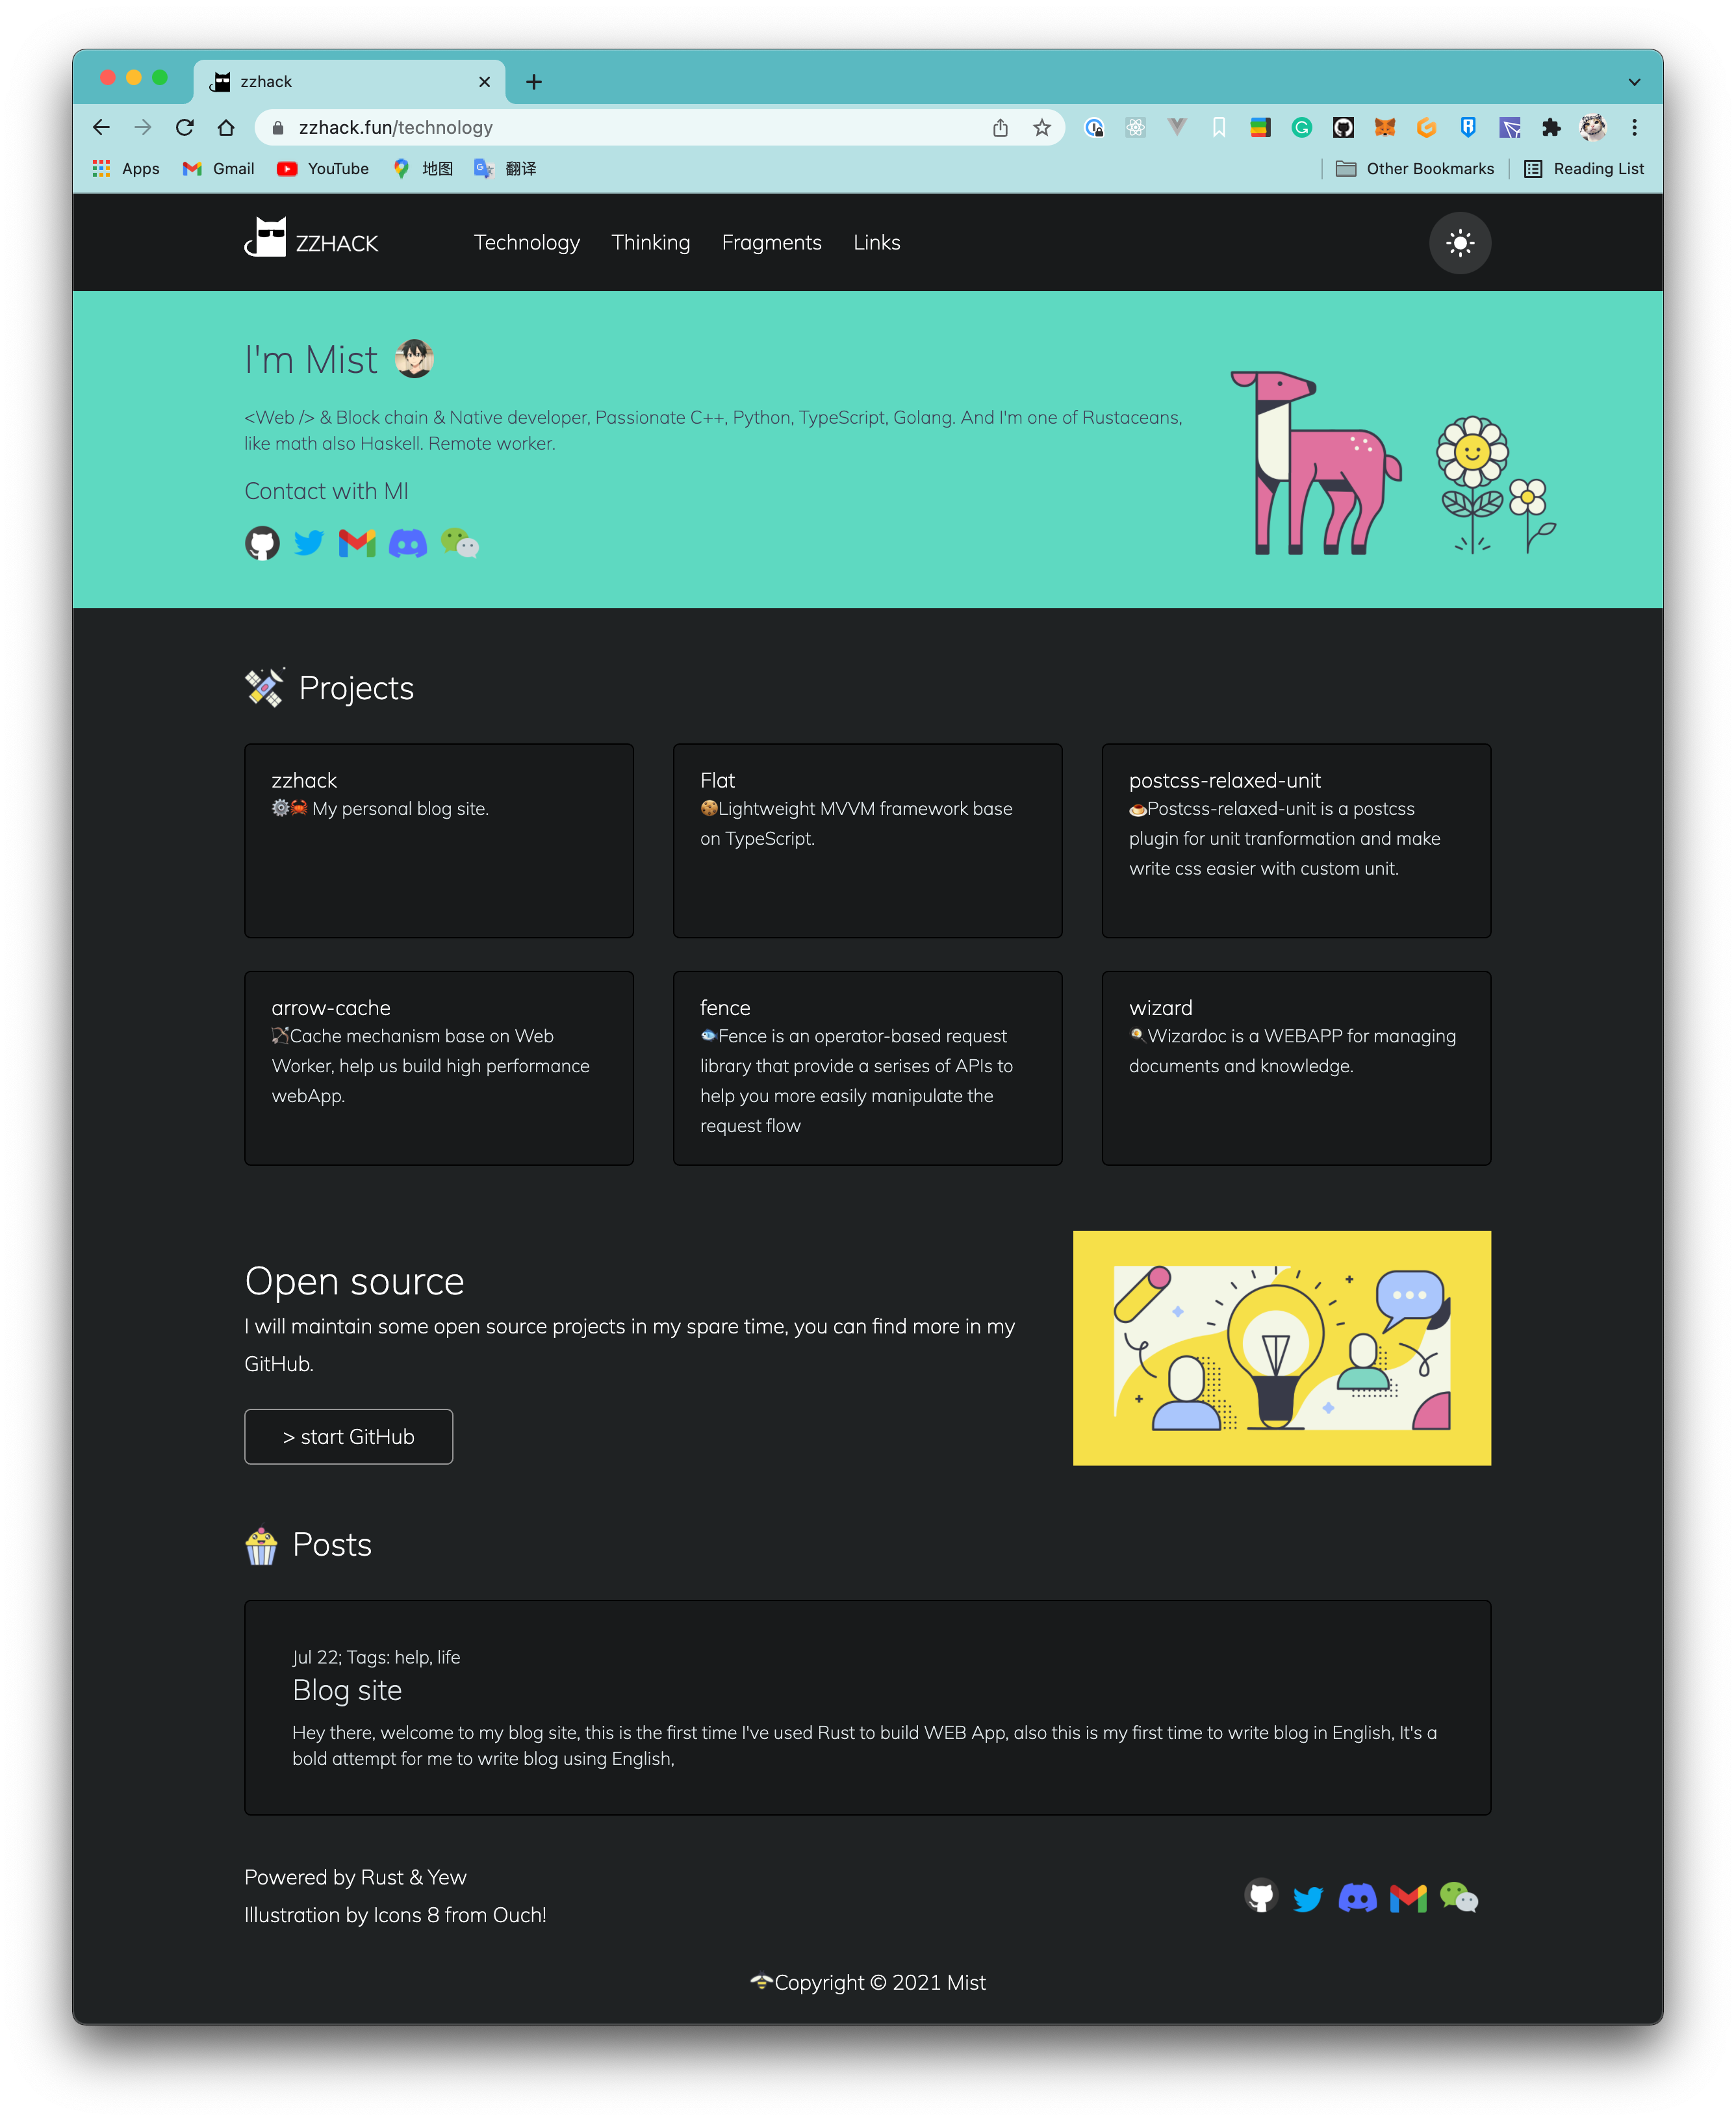 zzhack
zzhack.fun/technology
Apps
Gmail
YouTube
地图
翻译
Other Bookmarks
Reading List
ZZHACK
Technology
Thinking
Fragments
Links
I'm Mist
<Web /> & Block chain & Native developer, Passionate C++, Python, TypeScript, Golang. And I'm one of Rustaceans,
like math also Haskell. Remote worker.
Contact with MI
Projects
zzhack
My personal blog site.
Flat
Lightweight MVVM framework base
on TypeScript.
postcss-relaxed-unit
Postcss-relaxed-unit is a postcss
plugin for unit tranformation and make
write css easier with custom unit.
arrow-cache
Cache mechanism base on Web
Worker, help us build high performance
webApp.
fence
Fence is an operator-based request
library that provide a serises of APIs to
help you more easily manipulate the
request flow
wizard
Wizardoc is a WEBAPP for managing
documents and knowledge.
Open source
I will maintain some open source projects in my spare time, you can find more in my
GitHub.
> start GitHub
Posts
Jul 22; Tags: help, life
Blog site
Hey there, welcome to my blog site, this is the first time I've used Rust to build WEB App, also this is my first time to write blog in English, It's a
bold attempt for me to write blog using English,
Powered by Rust & Yew
Illustration by Icons 8 from Ouch!
Copyright © 2021 Mist